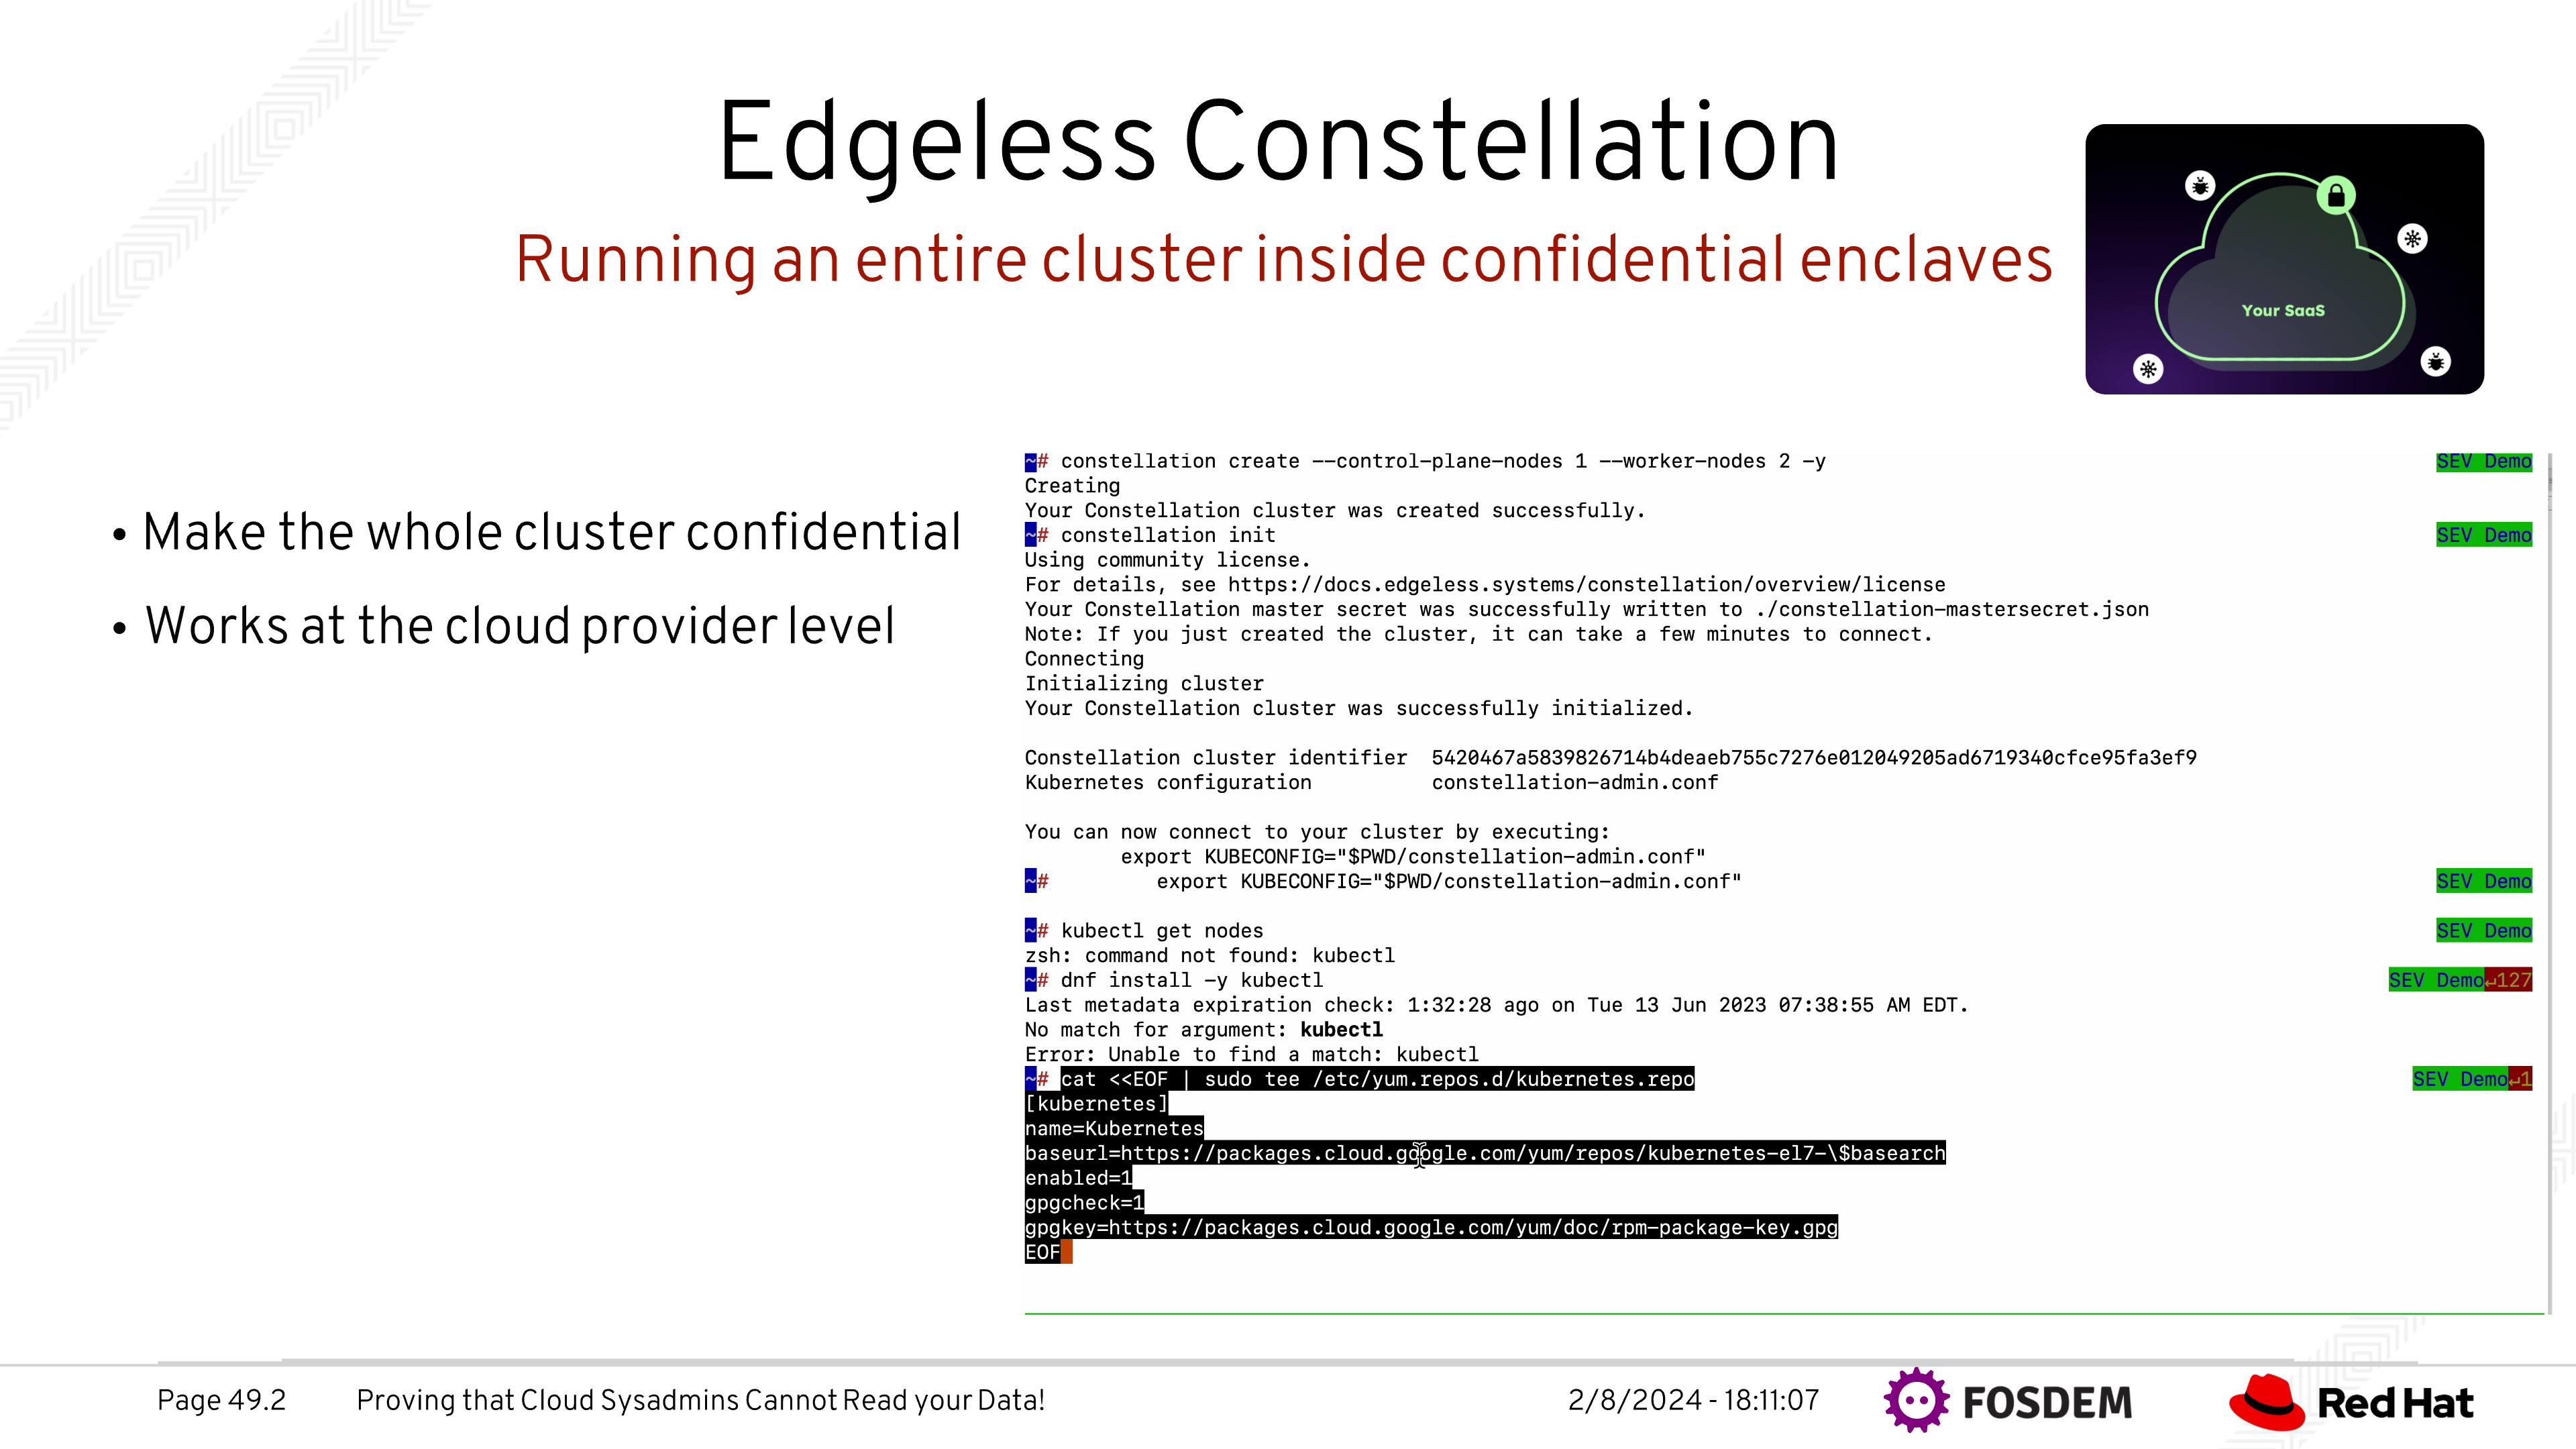 Edgeless Constellation
Running an entire cluster inside confidential enclaves
Your SaaS
• Make the whole cluster confidential
• Works at the cloud provider level
~# constellation create --control-plane-nodes 1 --worker-nodes 2 -y SEV Demo
Creating
Your Constellation cluster was created successfully.
~# constellation init SEV Demo
Using community license.
For details, see https://docs.edgeless.systems/constellation/overview/license
Your Constellation master secret was successfully written to ./constellation-mastersecret.json
Note: If you just created the cluster, it can take a few minutes to connect.
Connecting
Initializing cluster
Your Constellation cluster was successfully initialized.
Constellation cluster identifier 5420467a5839826714b4deaeb755c7276e012049205ad6719340cfce95fa3ef9
Kubernetes configuration constellation-admin.conf
You can now connect to your cluster by executing:
export KUBECONFIG="$PWD/constellation-admin.conf"
~# export KUBECONFIG="$PWD/constellation-admin.conf" SEV Demo
~# kubectl get nodes SEV Demo
zsh: command not found: kubectl
~# dnf install -y kubectl SEV Demo↵127
Last metadata expiration check: 1:32:28 ago on Tue 13 Jun 2023 07:38:55 AM EDT.
No match for argument: kubectl
Error: Unable to find a match: kubectl
~# cat <<EOF | sudo tee /etc/yum.repos.d/kubernetes.repo SEV Demo↵1
[kubernetes]
name=Kubernetes
baseurl=https://packages.cloud.google.com/yum/repos/kubernetes-el7-\$basearch
enabled=1
gpgcheck=1
gpgkey=https://packages.cloud.google.com/yum/doc/rpm-package-key.gpg
EOF
Page 49.2 Proving that Cloud Sysadmins Cannot Read your Data! 2/8/2024 - 18:11:07 FOSDEM Red Hat